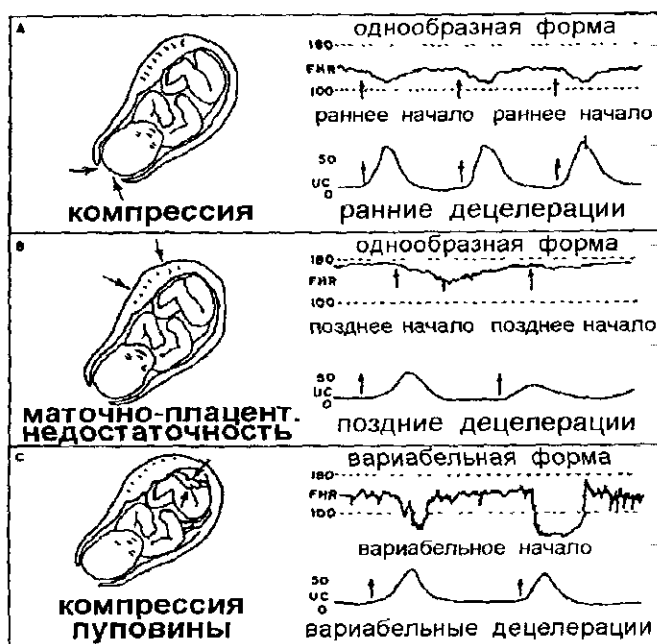 A
однообразная форма
180
FHR
100
раннее начало раннее начало
50
UC
0
компрессия
ранние децелерации
B
однообразная форма
180
FHR
100
позднее начало позднее начало
50
UC
0
маточно-плацент.
недостаточность
поздние децелерации
C
вариабельная форма
180
FHR
100
вариабельное начало
50
UC
0
компрессия
пуповины
вариабельные децелерации